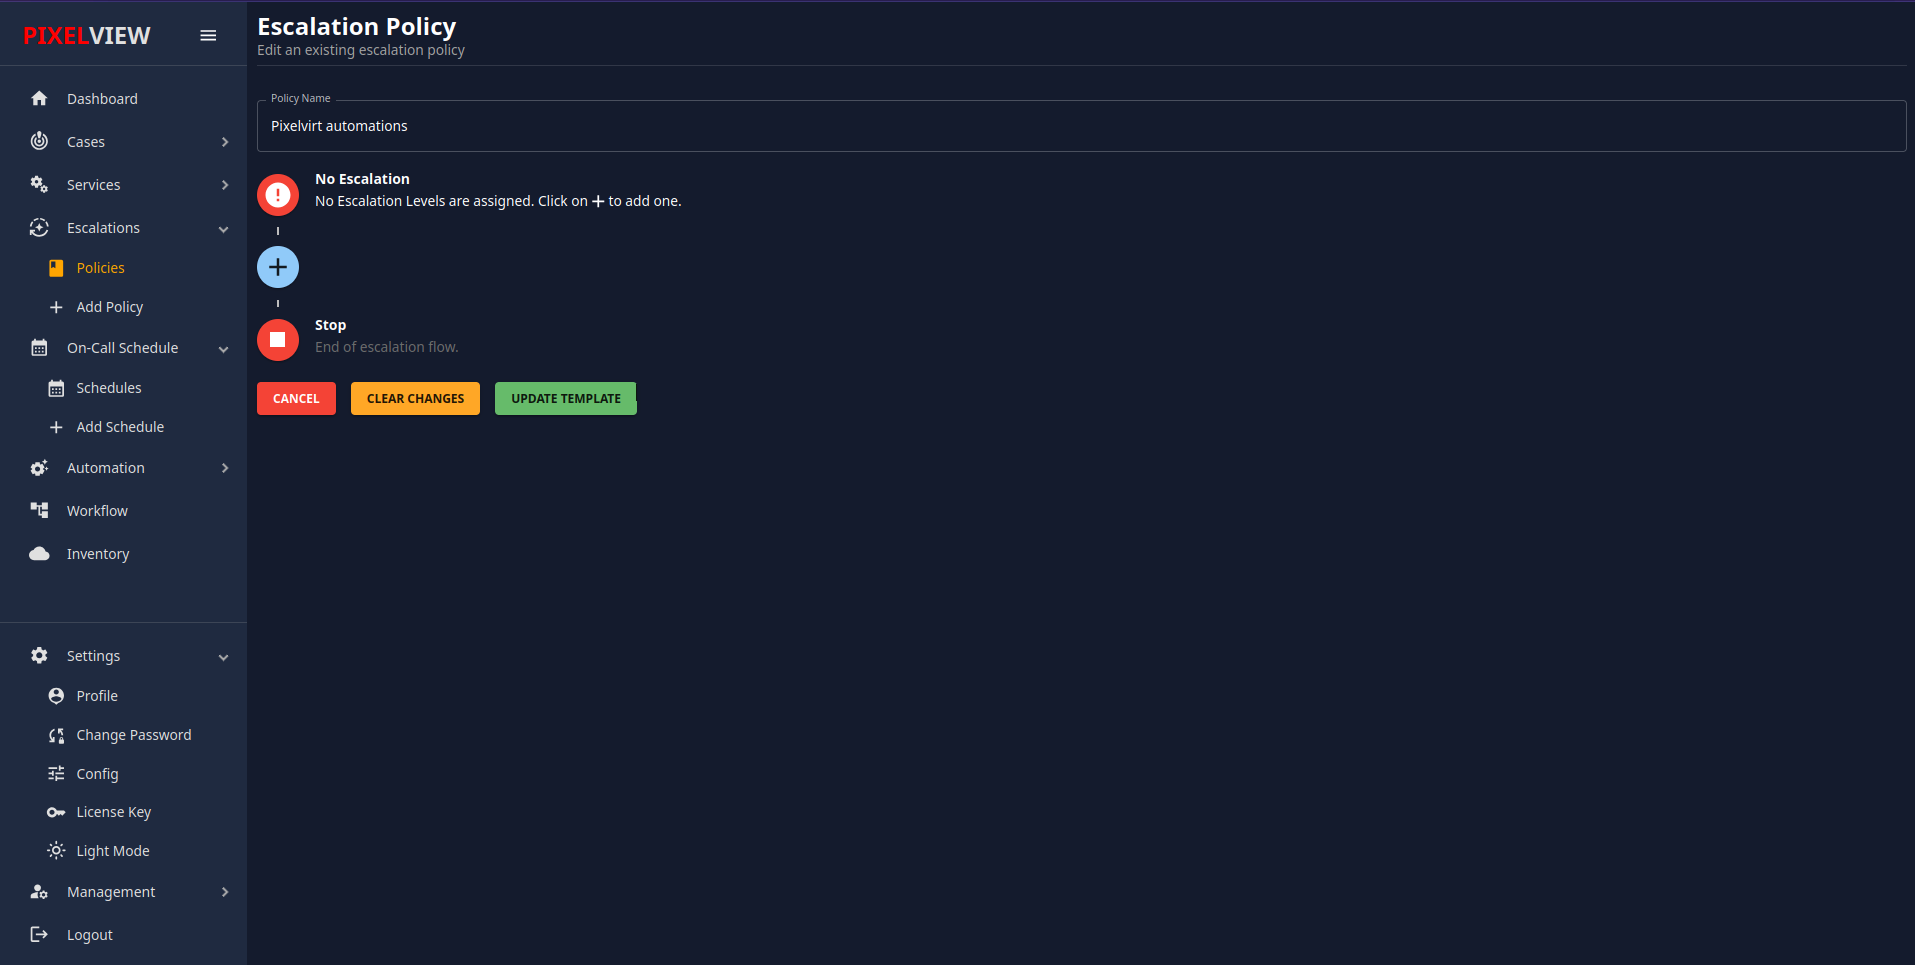 PIXELVIEW
Dashboard
Cases
Services
Escalations
Policies
Add Policy
On-Call Schedule
Schedules
Add Schedule
Automation
Workflow
Inventory
Settings
Profile
Change Password
Config
License Key
Light Mode
Management
Logout
Escalation Policy
Edit an existing escalation policy
Policy Name
Pixelvirt automations
No Escalation
No Escalation Levels are assigned. Click on + to add one.
Stop
End of escalation flow.
CANCEL CLEAR CHANGES UPDATE TEMPLATE